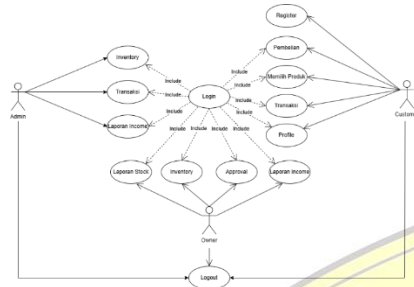 Register
Pembelian
Memilih Produk
Transaksi
Profile
Inventory
Transaksi
Laporan Income
Login
Include
Include
Include
Include
Include
Include
Include
Include
Include
Include
Include
Admin
Custom
Laporan Stock
Inventory
Approval
Laporan Income
Owner
Logout